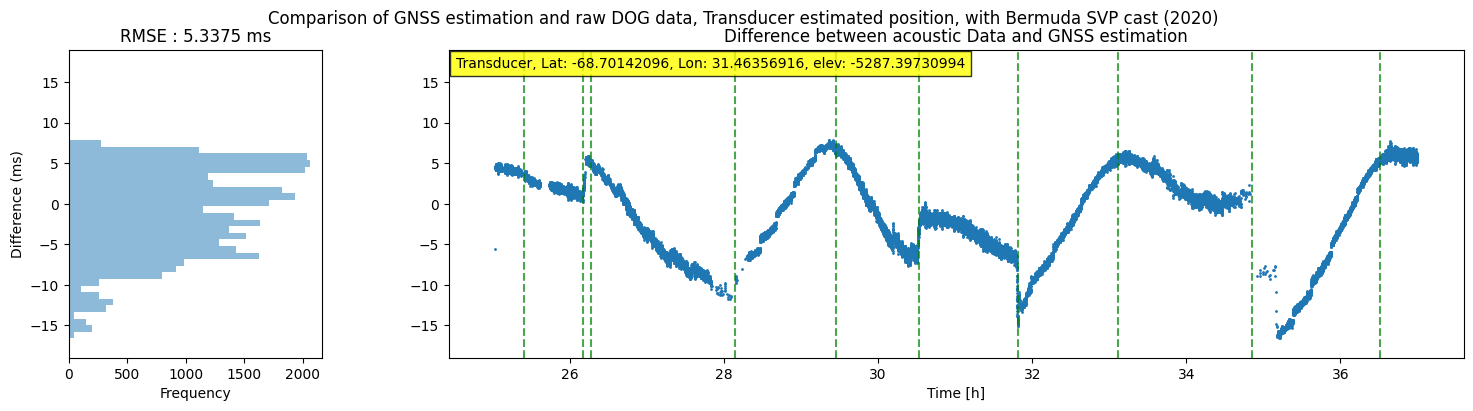 Comparison of GNSS estimation and raw DOG data, Transducer estimated position, with Bermuda SVP cast (2020)
RMSE : 5.3375 ms
Difference (ms)
15
10
5
0
−5
−10
−15
0 500 1000 1500 2000
Frequency
Difference between acoustic Data and GNSS estimation
Transducer, Lat: -68.70142096, Lon: 31.46356916, elev: -5287.39730994
15
10
5
0
−5
−10
−15
26 28 30 32 34 36
Time [h]